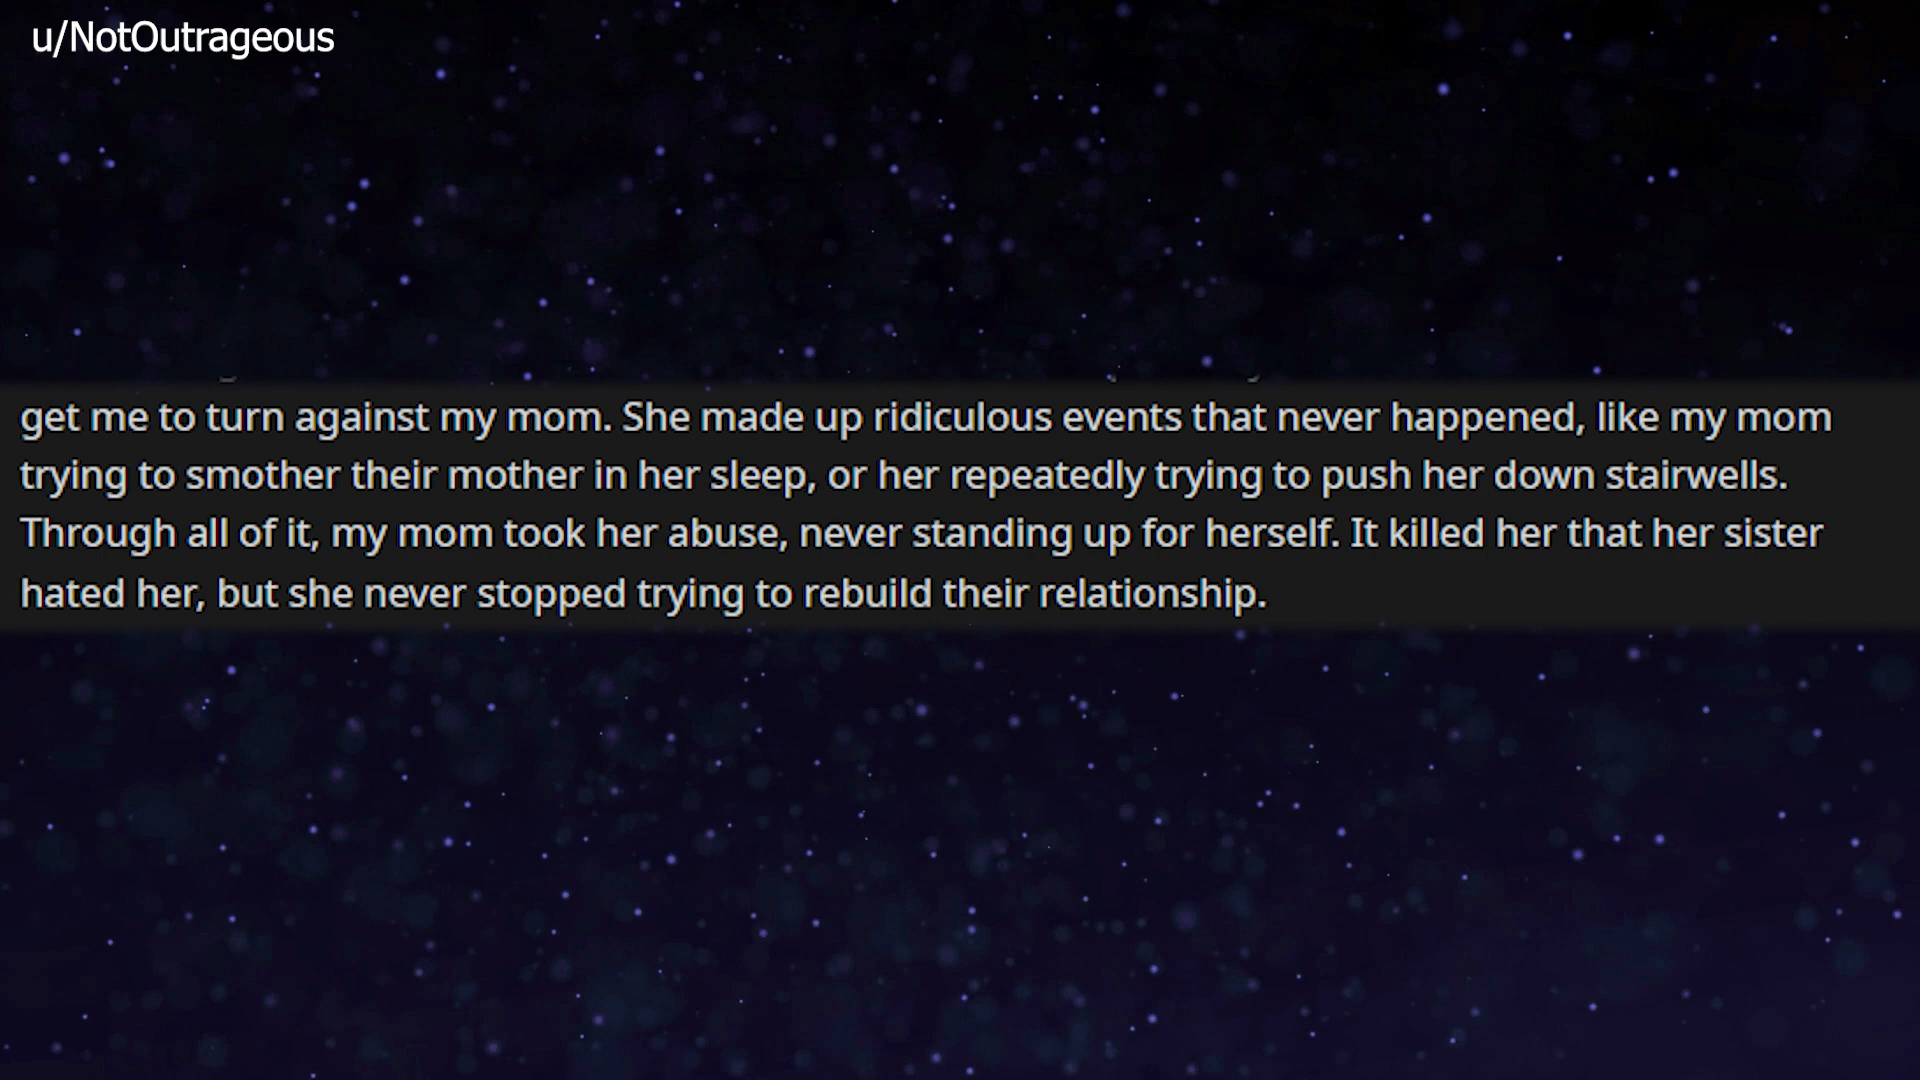 u/NotOutrageous
get me to turn against my mom. She made up ridiculous events that never happened, like my mom
trying to smother their mother in her sleep, or her repeatedly trying to push her down stairwells.
Through all of it, my mom took her abuse, never standing up for herself. It killed her that her sister
hated her, but she never stopped trying to rebuild their relationship.